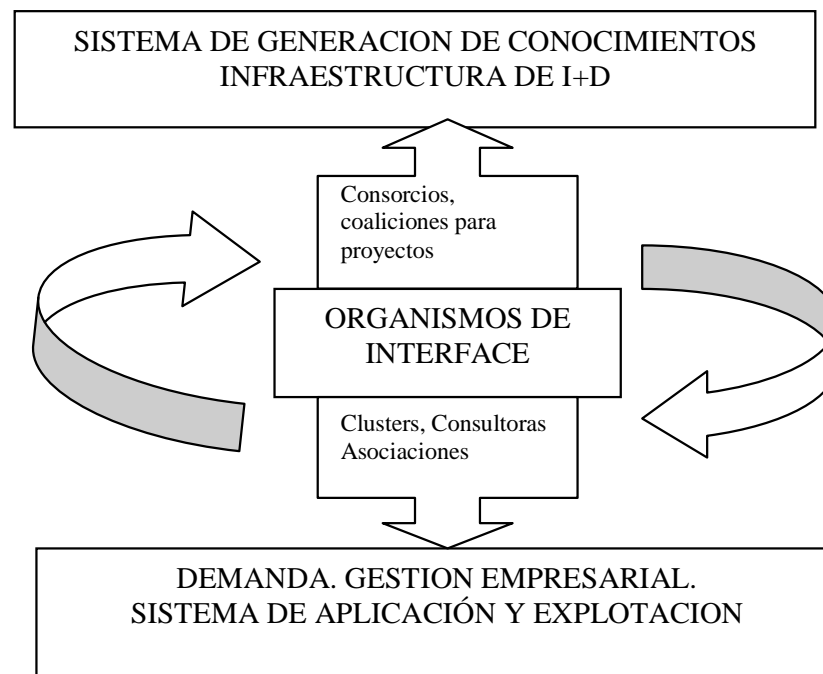 SISTEMA DE GENERACION DE CONOCIMIENTOS
INFRAESTRUCTURA DE I+D
Consorcios,
coaliciones para
proyectos
ORGANISMOS DE
INTERFACE
Clusters, Consultoras
Asociaciones
DEMANDA. GESTION EMPRESARIAL.
SISTEMA DE APLICACIÓN Y EXPLOTACION